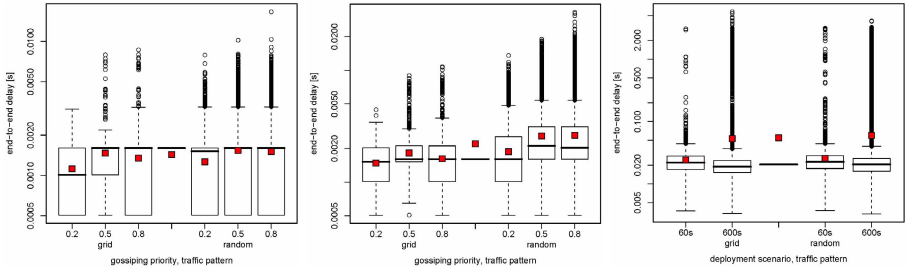 end−to−end delay [s]
0.0005 0.0010 0.0020 0.0050 0.0100
0.2 0.5 0.8 0.2 0.5 0.8
grid random
gossiping priority, traffic pattern
end−to−end delay [s]
0.0005 0.0020 0.0050 0.0200
0.2 0.5 0.8 0.2 0.5 0.8
grid random
gossiping priority, traffic pattern
end−to−end delay [s]
0.005 0.020 0.100 0.500 2.000
60s 600s 60s 600s
grid random
deployment scenario, traffic pattern